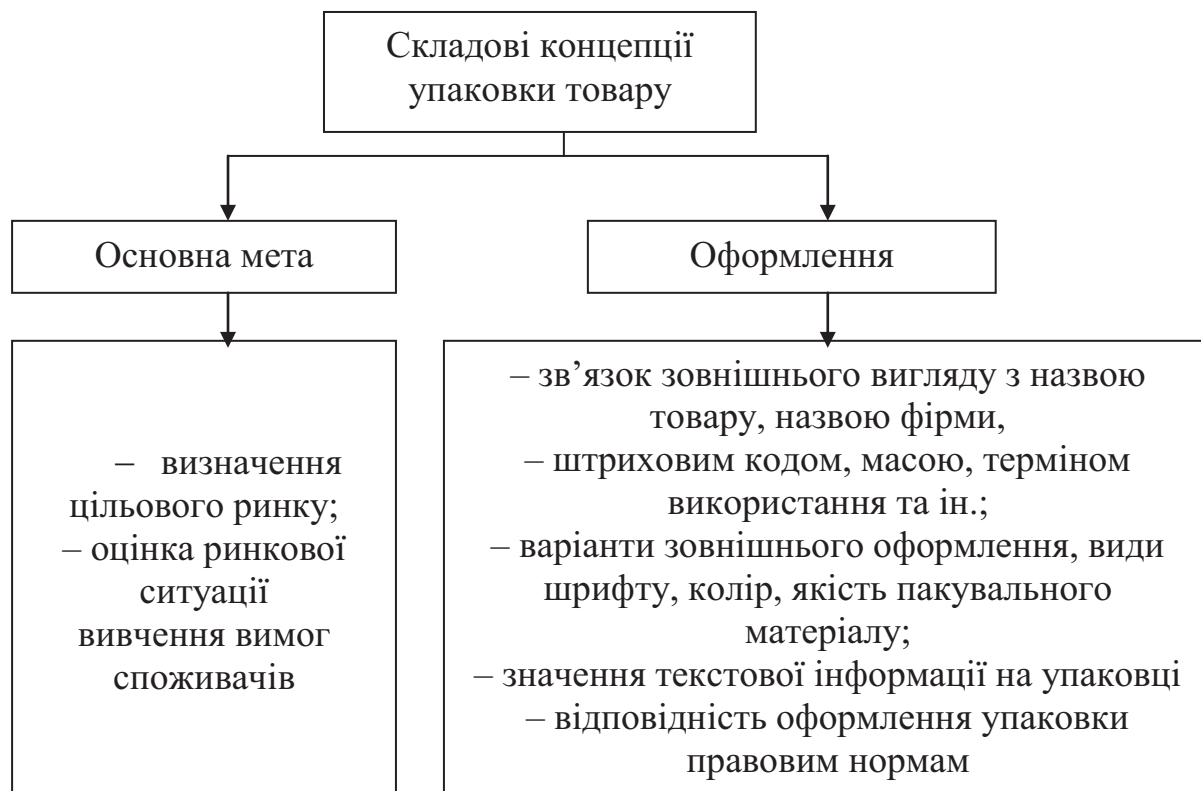 Складові концепції
упаковки товару
Основна мета
Оформлення
– визначення
цільового ринку;
– оцінка ринкової
ситуації
вивчення вимог
споживачів
– зв’язок зовнішнього вигляду з назвою
товару, назвою фірми,
– штриховим кодом, масою, терміном
використання та ін.;
– варіанти зовнішнього оформлення, види
шрифту, колір, якість пакувального
матеріалу;
– значення текстової інформації на упаковці
– відповідність оформлення упаковки
правовим нормам